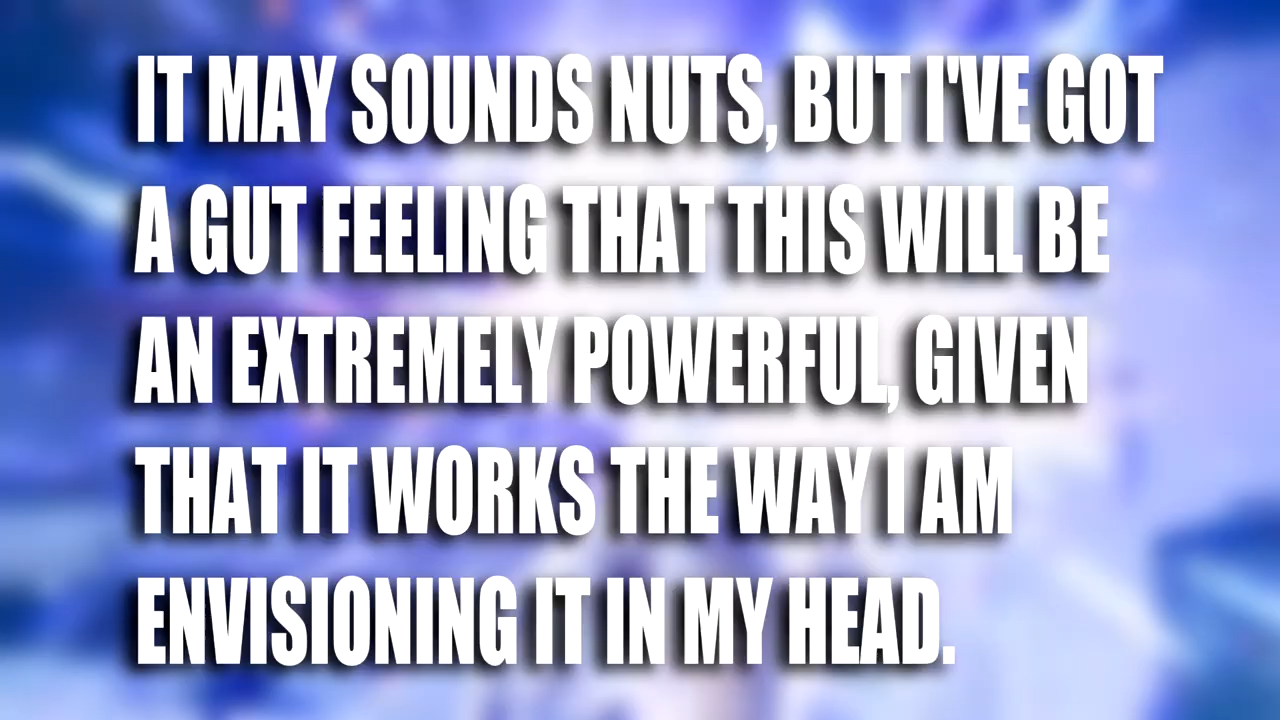 IT MAY SOUNDS NUTS, BUT I'VE GOT
A GUT FEELING THAT THIS WILL BE
AN EXTREMELY POWERFUL, GIVEN
THAT IT WORKS THE WAY I AM
ENVISIONING IT IN MY HEAD.